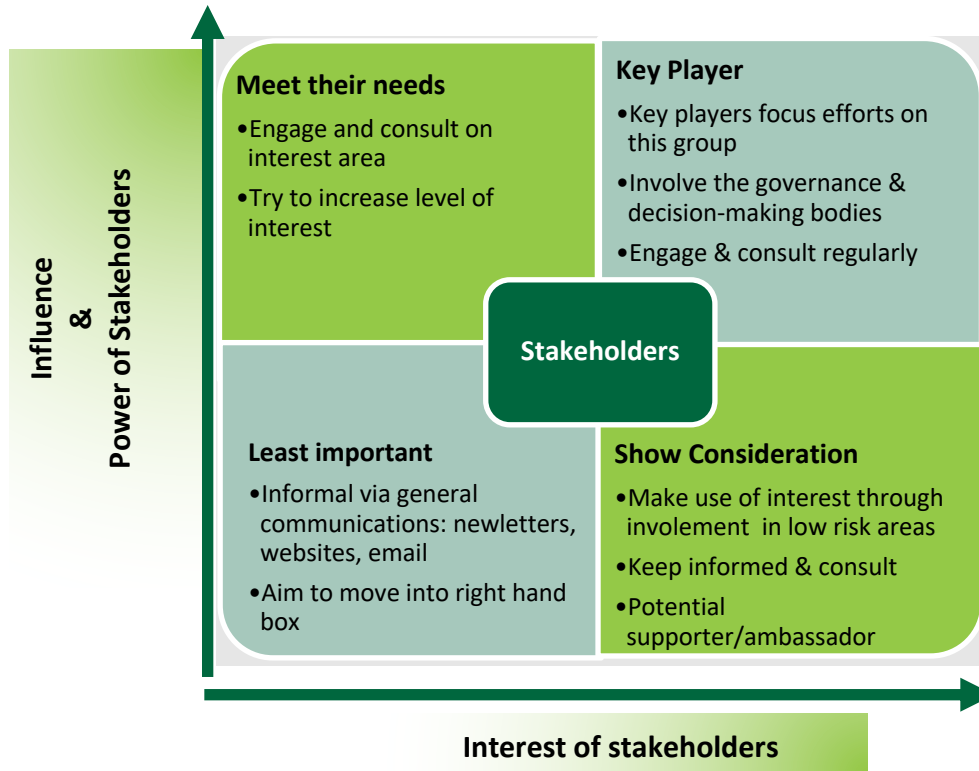 Influence
&
Power of Stakeholders
Meet their needs
•Engage and consult on
interest area
•Try to increase level of
interest
Key Player
•Key players focus efforts on
this group
•Involve the governance &
decision-making bodies
•Engage & consult regularly
Stakeholders
Least important
•Informal via general
communications: newletters,
websites, email
•Aim to move into right hand
box
Show Consideration
•Make use of interest through
involement in low risk areas
•Keep informed & consult
•Potential
supporter/ambassador
Interest of stakeholders